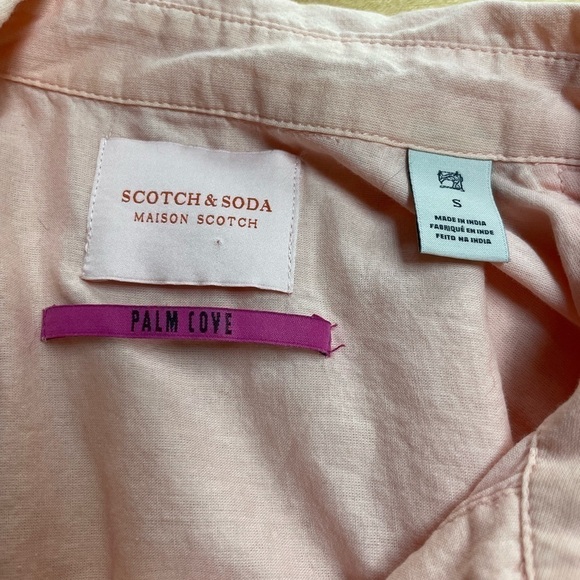 SCOTCH & SODA
MAISON SCOTCH
S
MADE IN INDIA
FABRIQUÉ EN INDE
FEITO NA INDIA
PALM COVE